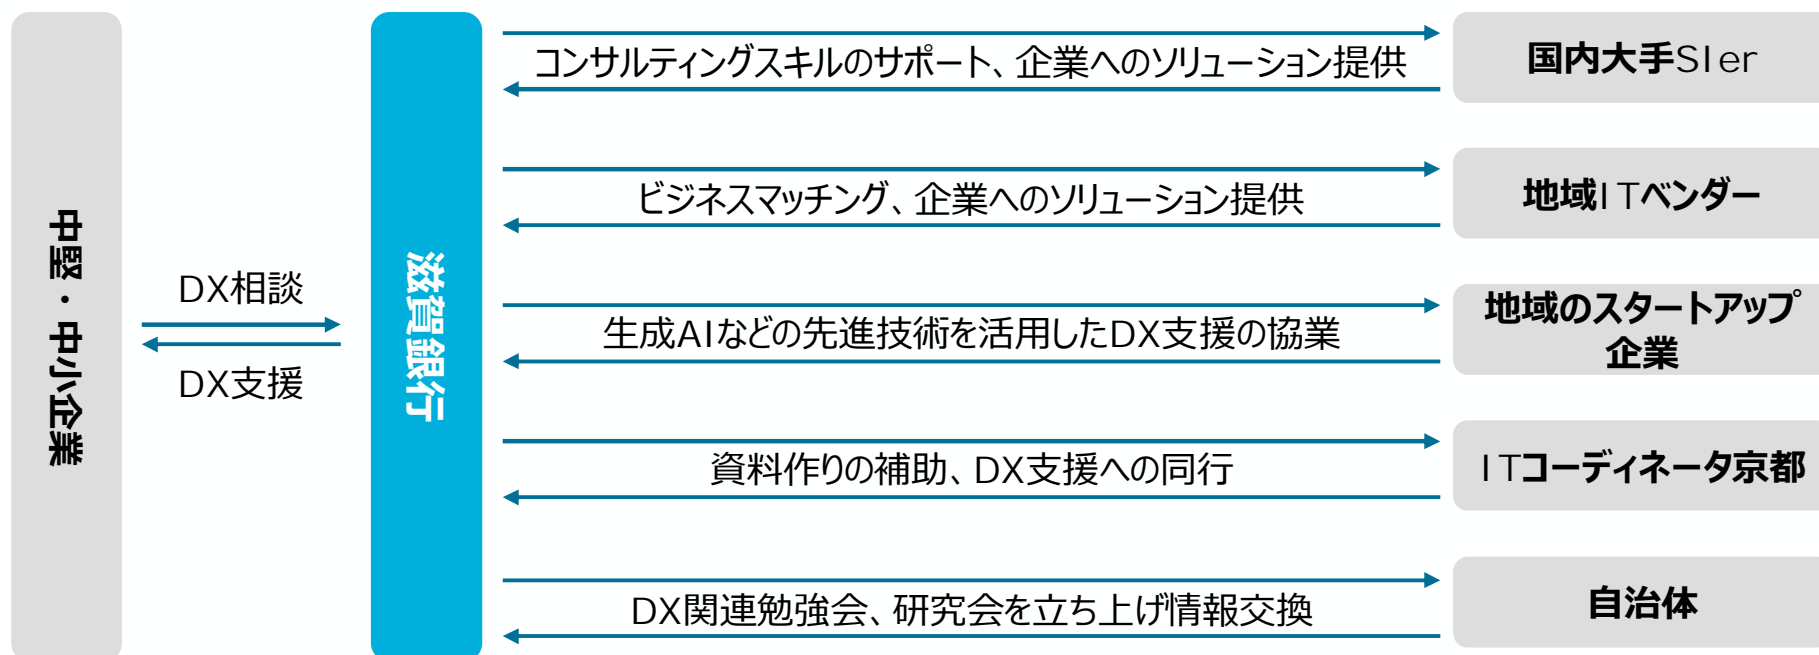 中堅・中小企業
DX相談
DX支援
滋賀銀行
コンサルティングスキルのサポート、企業へのソリューション提供
国内大手SIer
ビジネスマッチング、企業へのソリューション提供
地域ITベンダー
生成AIなどの先進技術を活用したDX支援の協業
地域のスタートアップ
企業
資料作りの補助、DX支援への同行
ITコーディネータ京都
DX関連勉強会、研究会を立ち上げ情報交換
自治体